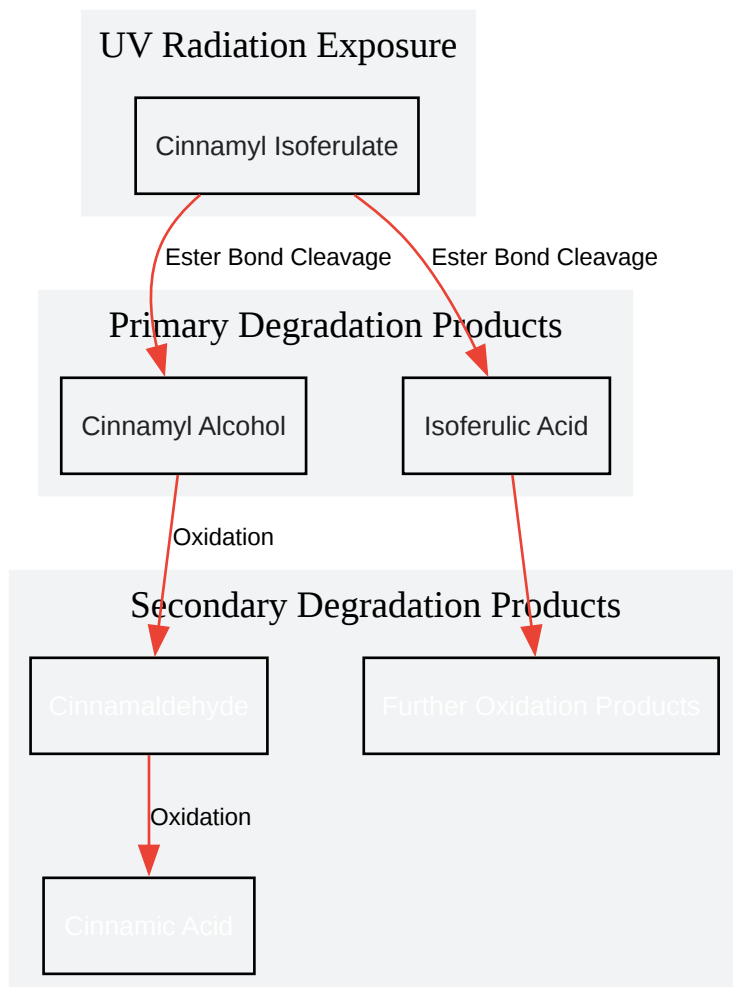 UV Radiation Exposure
Cinnamyl Isoferulate
Ester Bond Cleavage
Ester Bond Cleavage
Primary Degradation Products
Cinnamyl Alcohol
Isoferulic Acid
Oxidation
Secondary Degradation Products
Cinnamaldehyde
Further Oxidation Products
Oxidation
Cinnamic Acid